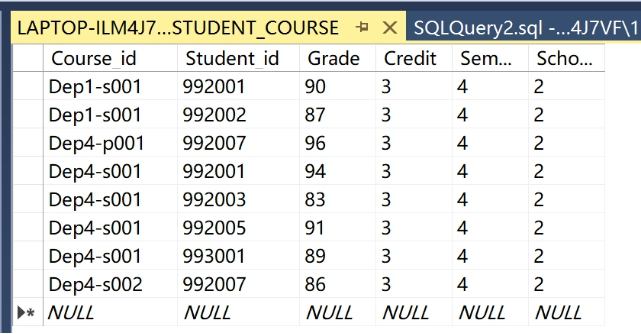 LAPTOP-ILM4J7...STUDENT_COURSE SQLQuery2.sql -...4J7VF\1
Course_id Student_id Grade Credit Sem... Scho...
Dep1-s001 992001 90 3 4 2
Dep1-s001 992002 87 3 4 2
Dep4-p001 992007 96 3 4 2
Dep4-s001 992001 94 3 4 2
Dep4-s001 992003 83 3 4 2
Dep4-s001 992005 91 3 4 2
Dep4-s001 993001 89 3 4 2
Dep4-s002 992007 86 3 4 2
NULL NULL NULL NULL NULL NULL